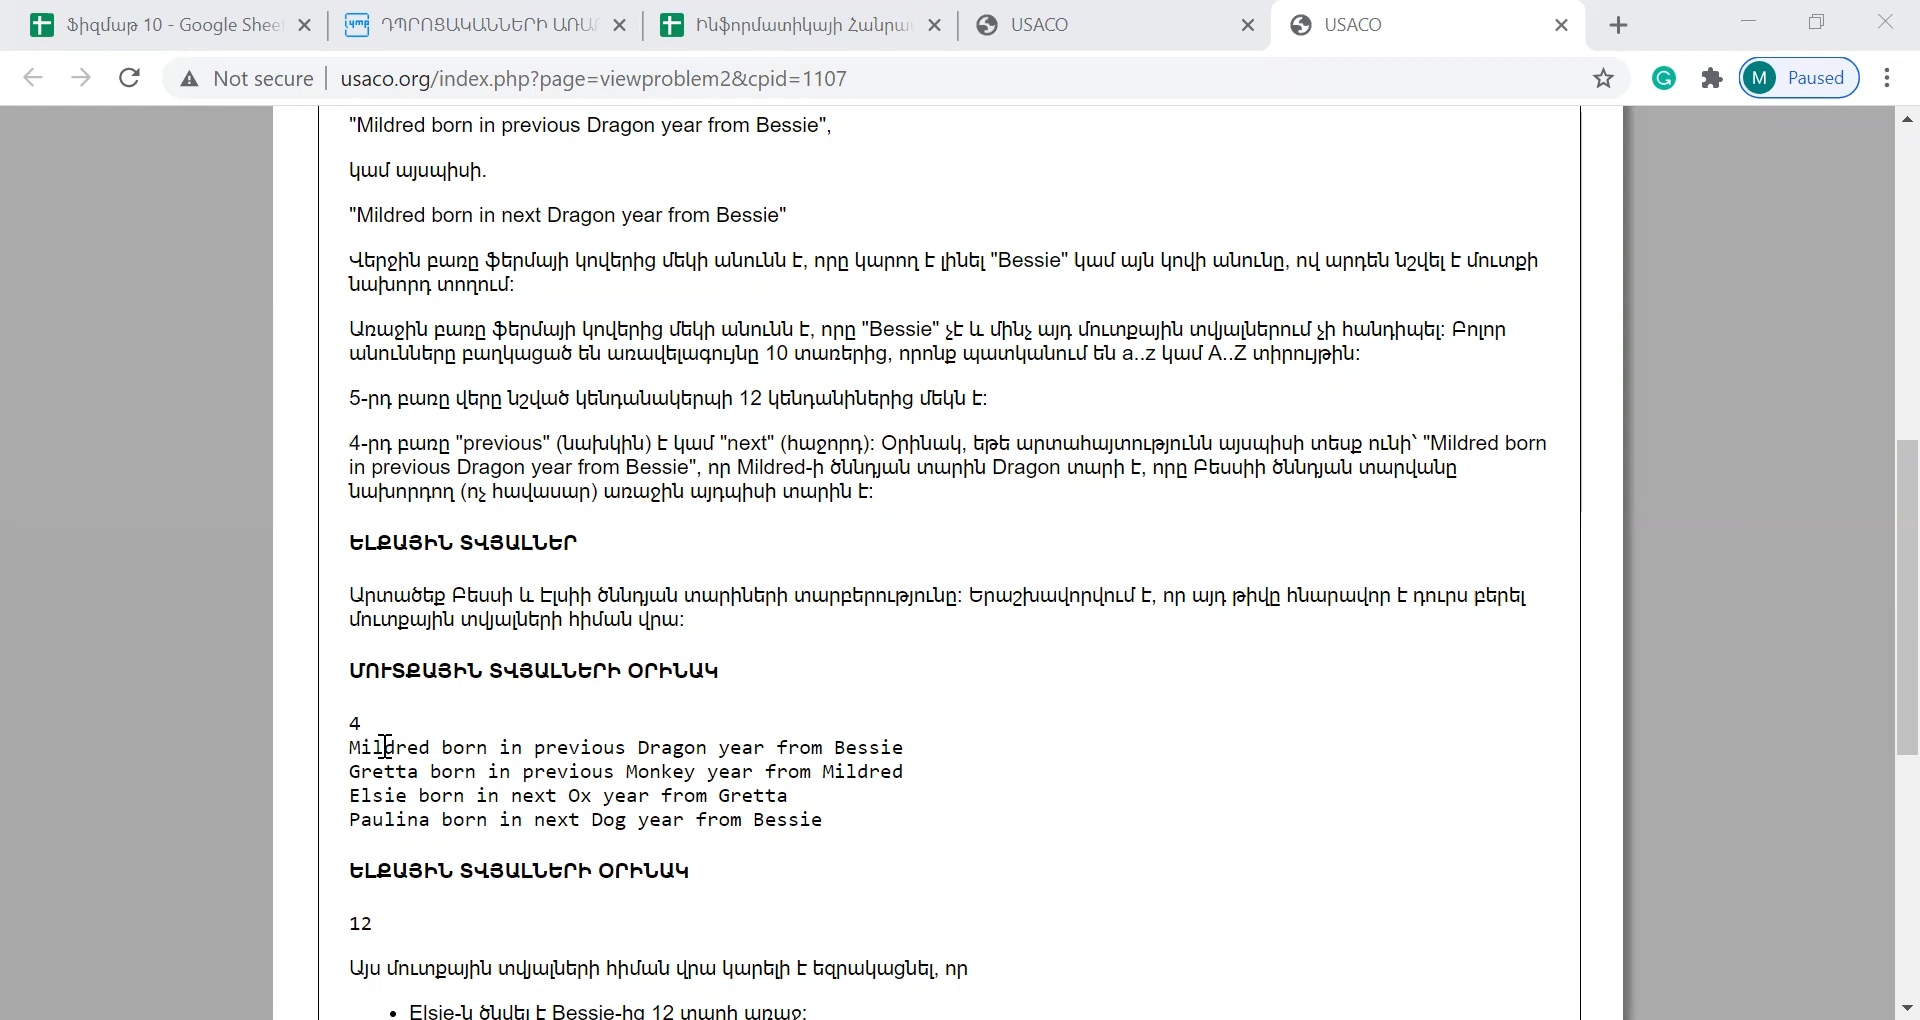 Ֆիզմաթ 10 - Google Shee
ԴՊՐՈՑԱԿԱՆՆԵՐԻ
Ինֆորմատիկայի Հանրա
USACO
USACO
Not secure
usaco.org/index.php?page=viewproblem2&cpid=1107
M Paused
"Mildred born in previous Dragon year from Bessie",
կամ այսպիսի.
"Mildred born in next Dragon year from Bessie"
Վերջին բառը ֆերմայի կովերից մեկի անունն է, որը կարող է լինել "Bessie" կամ այն կովի անունը, ով արդեն նշվել է մուտքի
նախորդ տողում:
Առաջին բառը ֆերմայի կովերից մեկի անունն է, որը "Bessie" չէ և մինչ այդ մուտքային տվյալներում չի հանդիպել: Բոլոր
անունները բաղկացած են առավելագույնը 10 տառերից, որոնք պատկանում են a..z կամ A..Z տիրույթին:
5-րդ բառը վերը նշված կենդանակերպի 12 կենդանիներից մեկն է:
4-րդ բառը "previous" (նախկին) է կամ "next" (հաջորդ): Օրինակ, եթե արտահայտությունն այսպիսի տեսք ունի՝ "Mildred born
in previous Dragon year from Bessie", որ Mildred-ի ծննդյան տարին Dragon տարի է, որը Բեսսիի ծննդյան տարվանը
նախորդող (ոչ հավասար) առաջին այդպիսի տարին է:
ԵԼՔԱՅԻՆ ՏՎՅԱԼՆԵՐ
Արտածեք Բեսսի և Էլսիի ծննդյան տարիների տարբերությունը: Երաշխավորվում է, որ այդ թիվը հնարավոր է դուրս բերել
մուտքային տվյալների հիման վրա:
ՄՈՒՏՔԱՅԻՆ ՏՎՅԱԼՆԵՐԻ ՕՐԻՆԱԿ
4
Mildred born in previous Dragon year from Bessie
Gretta born in previous Monkey year from Mildred
Elsie born in next Ox year from Gretta
Paulina born in next Dog year from Bessie
ԵԼՔԱՅԻՆ ՏՎՅԱԼՆԵՐԻ ՕՐԻՆԱԿ
12
Այս մուտքային տվյալների հիման վրա կարելի է եզրակացնել, որ
• Elsie-ն ծնվել է Bessie-ից 12 տարի առաջ: